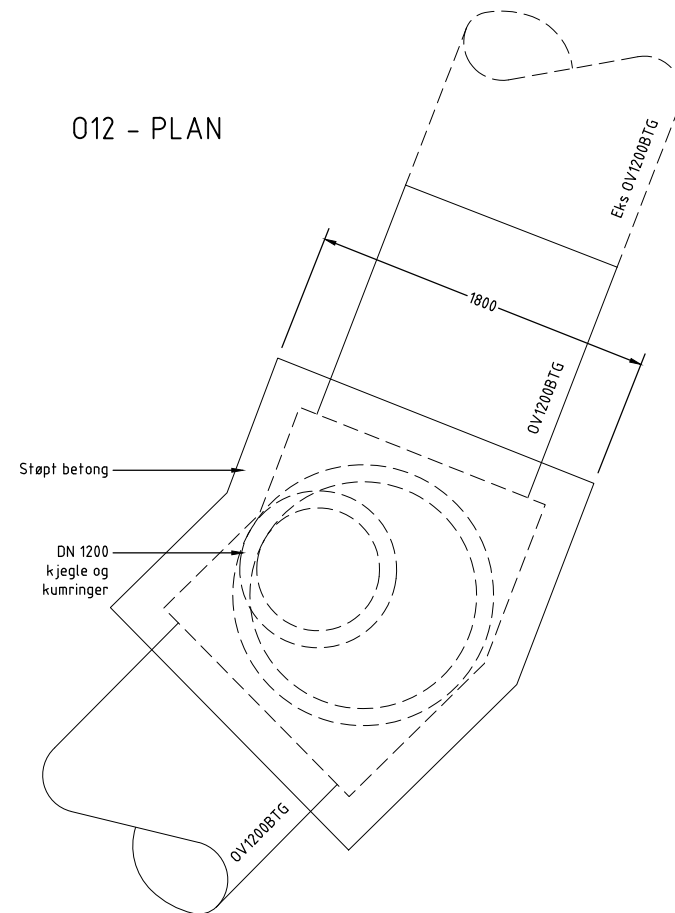 O12 - PLAN
Eks OV1200BTG
1800
OV1200BTG
Støpt betong
DN 1200
kjegle og
kumringer
OV1200BTG